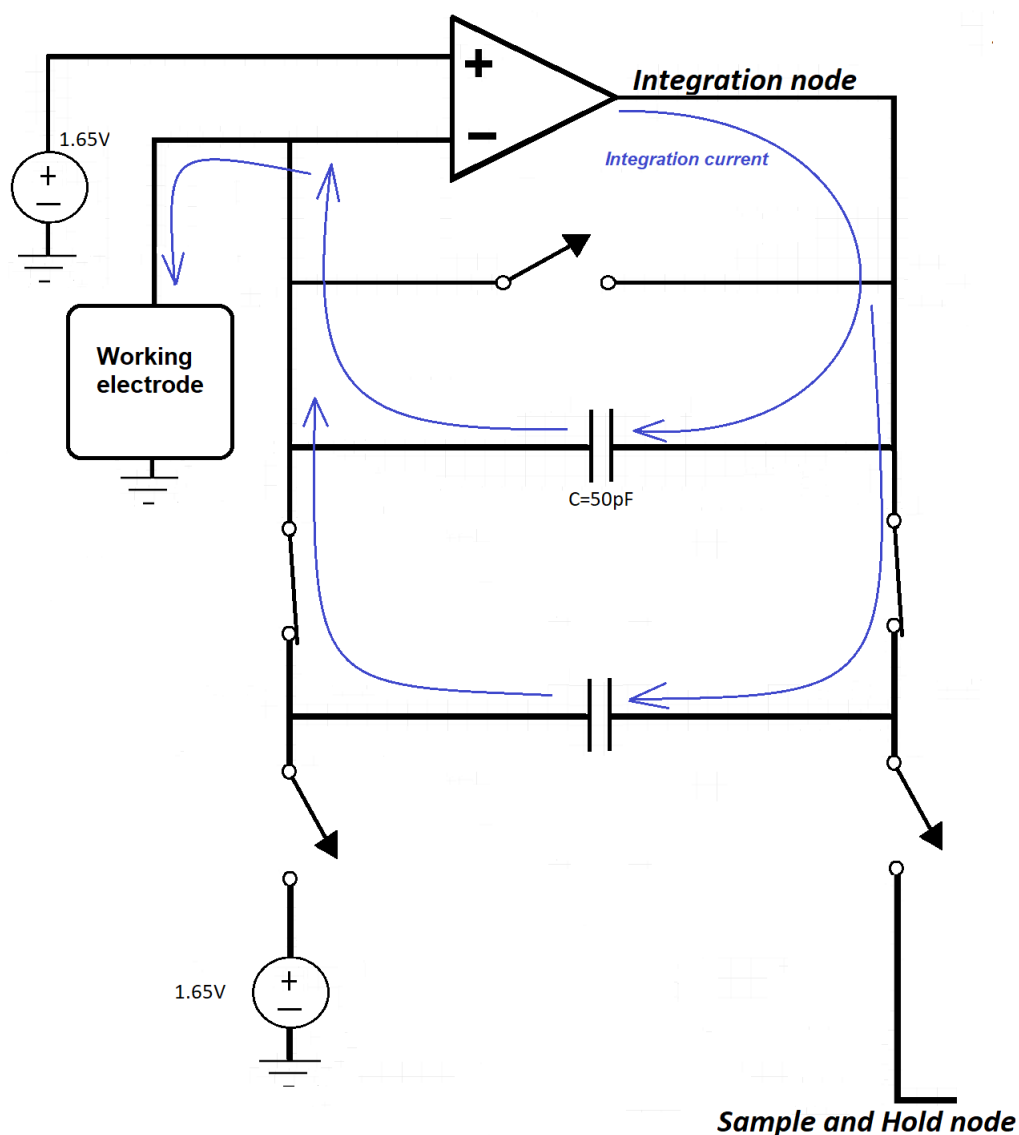 Integration node
+
1.65V
−
Integration current
+
−
Working
electrode
C=50pF
1.65V
+
−
Sample and Hold node